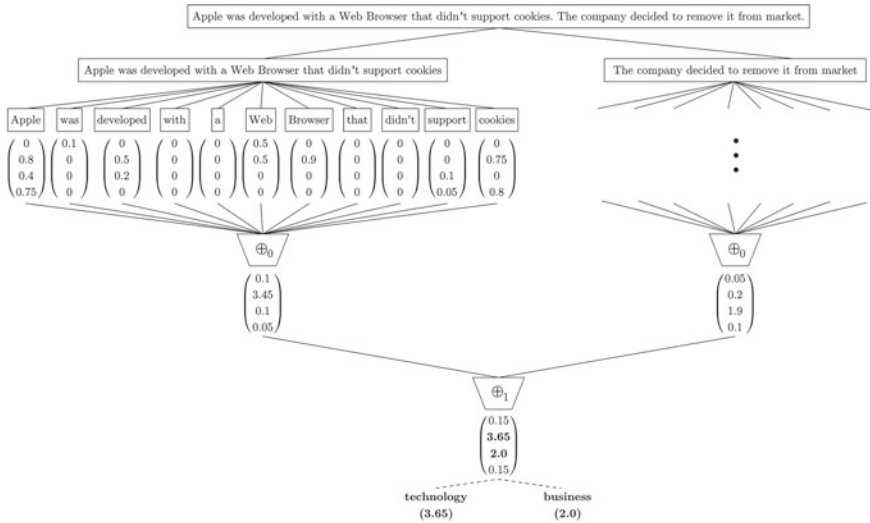 Apple was developed with a Web Browser that didn't support cookies. The company decided to remove it from market.
Apple was developed with a Web Browser that didn't support cookies
The company decided to remove it from market
Apple was developed with a Web Browser that didn't support cookies
0 0.1 0 0 0 0.5 0 0 0 0 0
0.8 0 0.5 0 0 0.5 0.9 0 0 0 0.75
0.4 0 0.2 0 0 0 0 0 0 0.1 0
0.75 0 0 0 0 0 0 0 0 0.05 0.8
⊕0 ⊕0
0.1 0.05
3.45 0.2
0.1 1.9
0.05 0.1
⊕1
0.15
3.65
2.0
0.15
technology business
(3.65) (2.0)